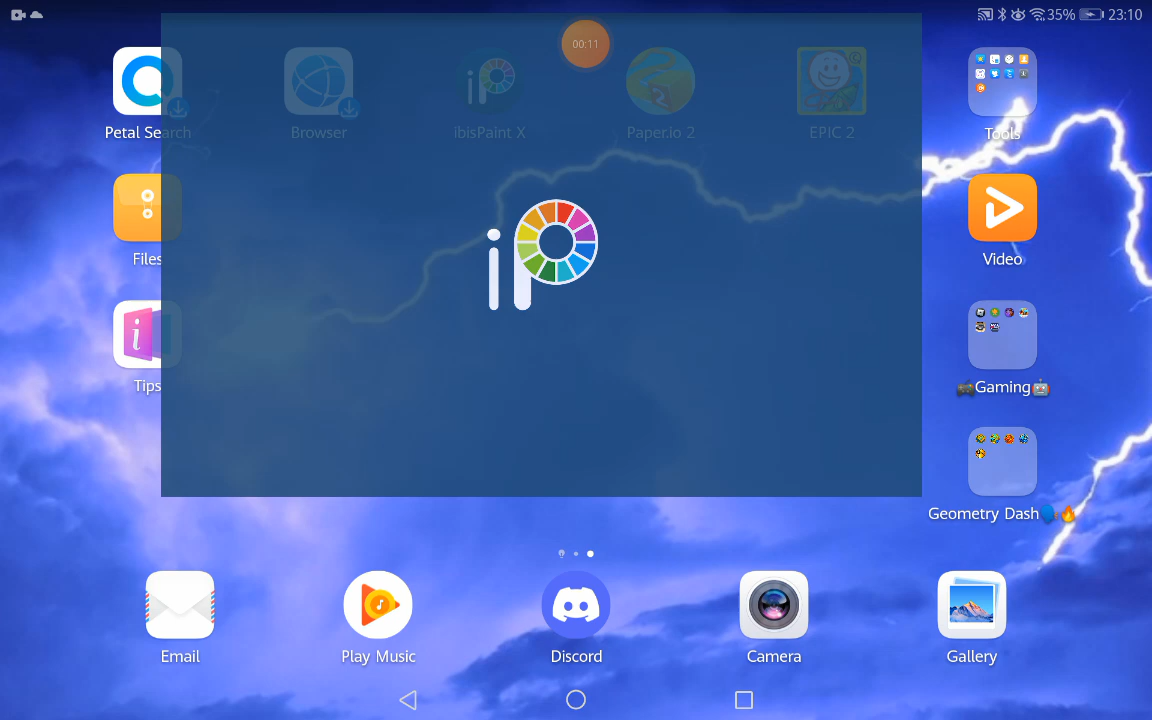 35% 23:10
00:11
Petal Search Browser ibisPaint X Paper.io 2 EPIC 2 Tools
Files Video
Tips 🎮Gaming🤖
Geometry Dash🗣️🔥
iP
Email Play Music Discord Camera Gallery